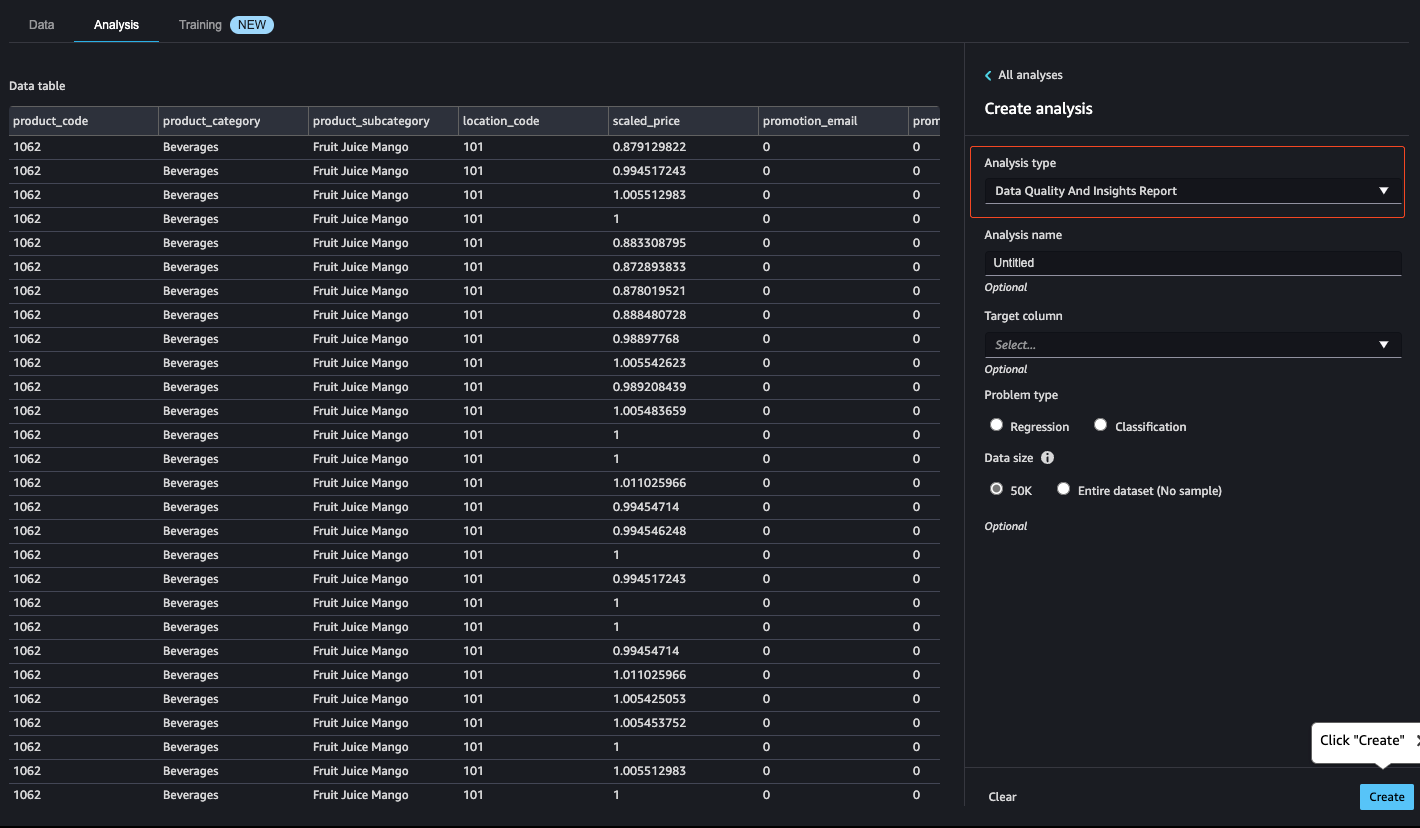 Data Analysis Training NEW
Data table
product_code product_category product_subcategory location_code scaled_price promotion_email prom
1062 Beverages Fruit Juice Mango 101 0.879129822 0 0
1062 Beverages Fruit Juice Mango 101 0.994517243 0 0
1062 Beverages Fruit Juice Mango 101 1.005512983 0 0
1062 Beverages Fruit Juice Mango 101 1 0 0
1062 Beverages Fruit Juice Mango 101 0.883308795 0 0
1062 Beverages Fruit Juice Mango 101 0.872893833 0 0
1062 Beverages Fruit Juice Mango 101 0.878019521 0 0
1062 Beverages Fruit Juice Mango 101 0.888480728 0 0
1062 Beverages Fruit Juice Mango 101 0.98897768 0 0
1062 Beverages Fruit Juice Mango 101 1.005542623 0 0
1062 Beverages Fruit Juice Mango 101 0.989208439 0 0
1062 Beverages Fruit Juice Mango 101 1.005483659 0 0
1062 Beverages Fruit Juice Mango 101 1 0 0
1062 Beverages Fruit Juice Mango 101 1 0 0
1062 Beverages Fruit Juice Mango 101 1.011025966 0 0
1062 Beverages Fruit Juice Mango 101 0.99454714 0 0
1062 Beverages Fruit Juice Mango 101 0.994546248 0 0
1062 Beverages Fruit Juice Mango 101 1 0 0
1062 Beverages Fruit Juice Mango 101 0.994517243 0 0
1062 Beverages Fruit Juice Mango 101 1 0 0
1062 Beverages Fruit Juice Mango 101 1 0 0
1062 Beverages Fruit Juice Mango 101 0.99454714 0 0
1062 Beverages Fruit Juice Mango 101 1.011025966 0 0
1062 Beverages Fruit Juice Mango 101 1.005425053 0 0
1062 Beverages Fruit Juice Mango 101 1.005453752 0 0
1062 Beverages Fruit Juice Mango 101 1 0 0
1062 Beverages Fruit Juice Mango 101 1.005512983 0 0
1062 Beverages Fruit Juice Mango 101 1 0 0
All analyses
Create analysis
Analysis type
Data Quality And Insights Report
Analysis name
Untitled
Optional
Target column
Select...
Optional
Problem type
Regression Classification
Data size
50K Entire dataset (No sample)
Optional
Click "Create"
Clear Create